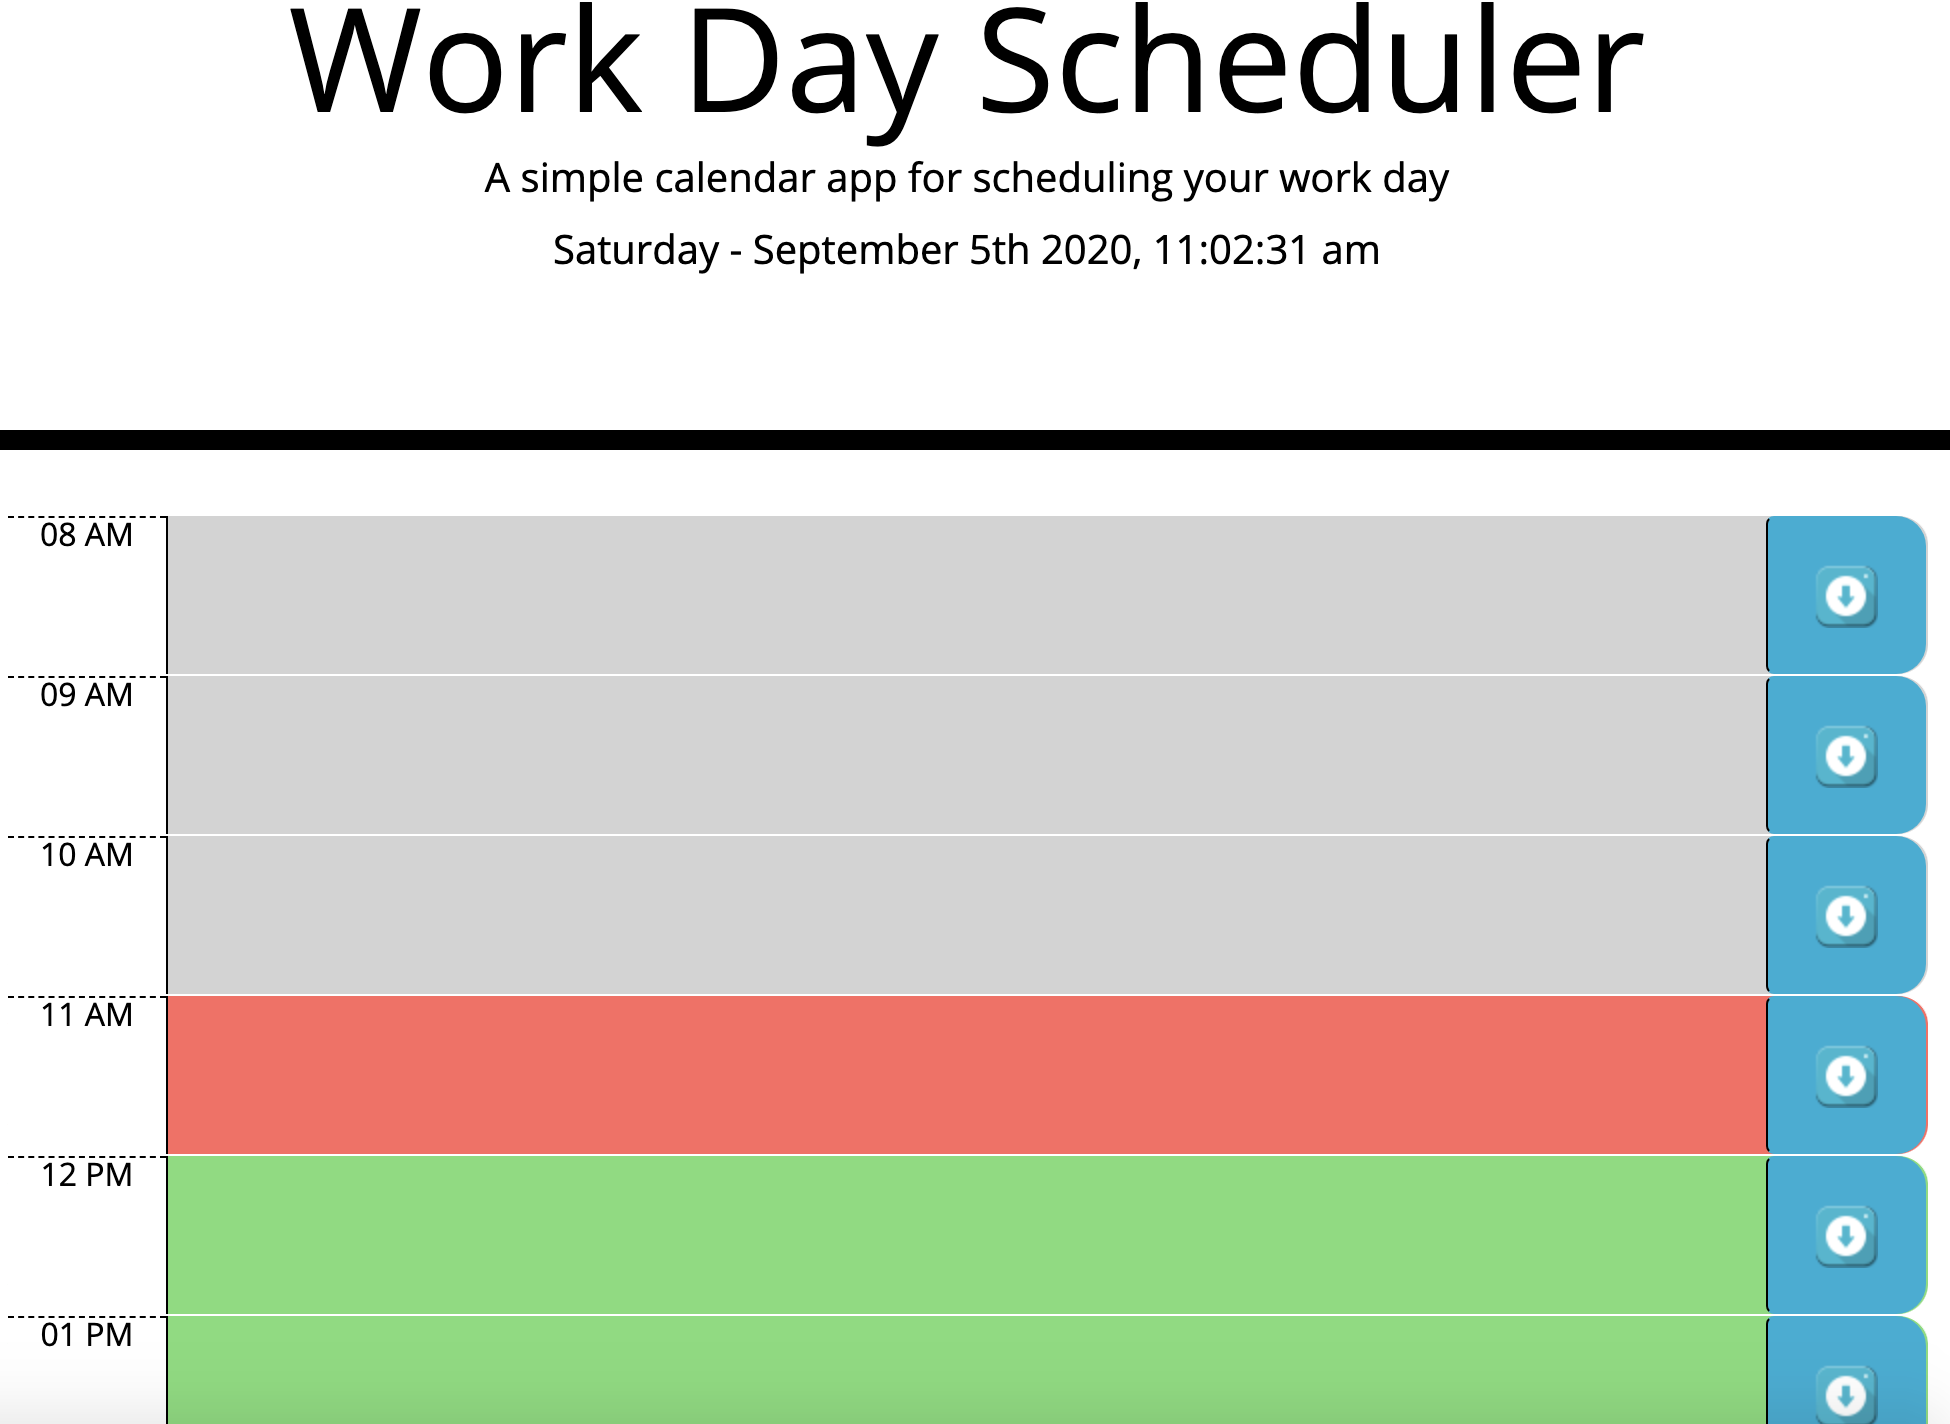 Work Day Scheduler
A simple calendar app for scheduling your work day
Saturday - September 5th 2020, 11:02:31 am
08 AM
09 AM
10 AM
11 AM
12 PM
01 PM